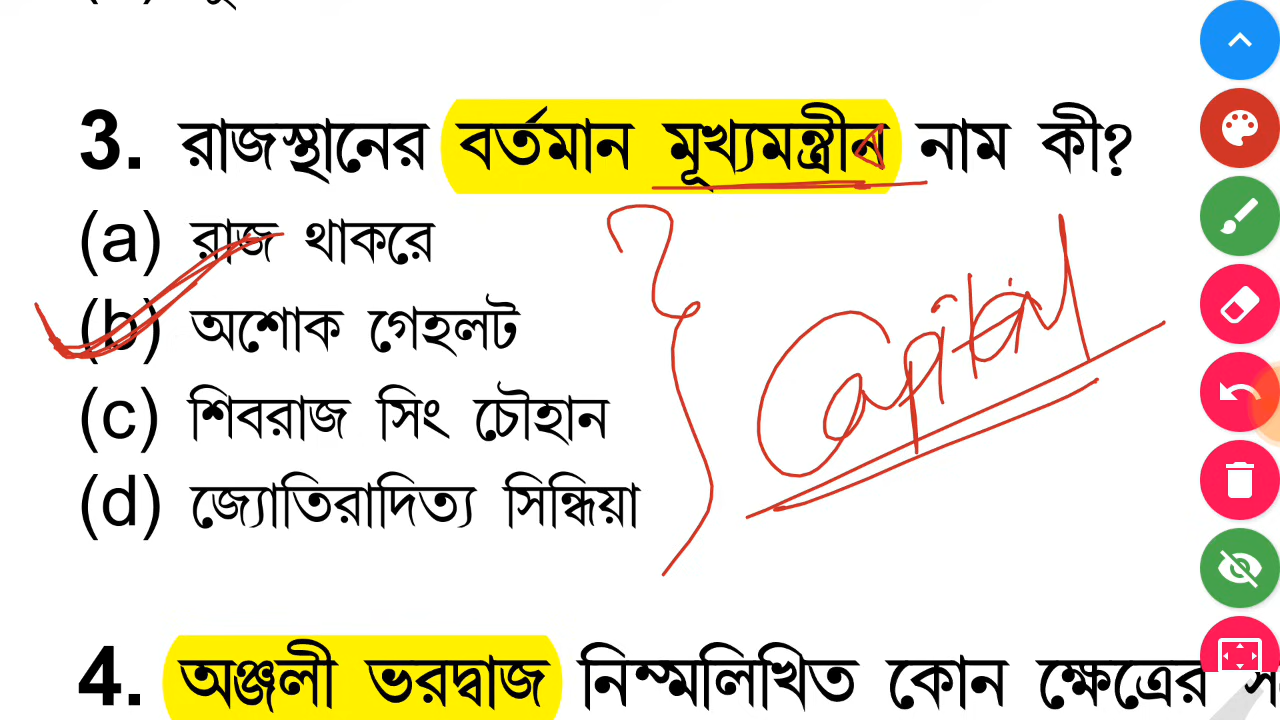 3. রাজস্থানের বর্তমান মূখ্যমন্ত্রীন নাম কী?
(a) রাজ থাকরে
(b) অশোক গেহলট
(c) শিবরাজ সিং চৌহান
(d) জ্যোতিরাদিত্য সিন্ধিয়া
Capital
4. অঞ্জলী ভরদ্বাজ নিম্মলিখিত কোন ক্ষেত্রের